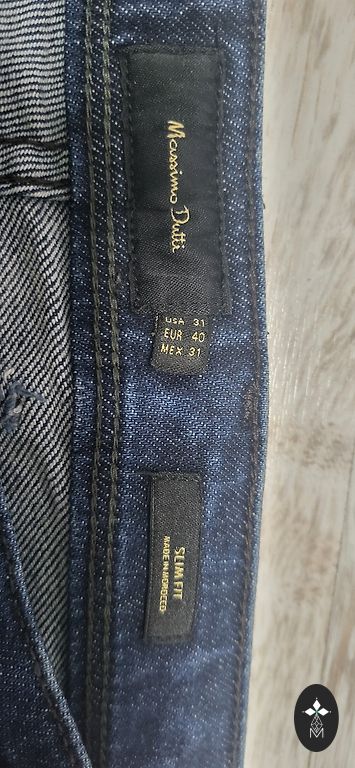 Massimo Dutti
USA 31
EUR 40
MEX 31
SLIM FIT
MADE IN MOROCCO
M